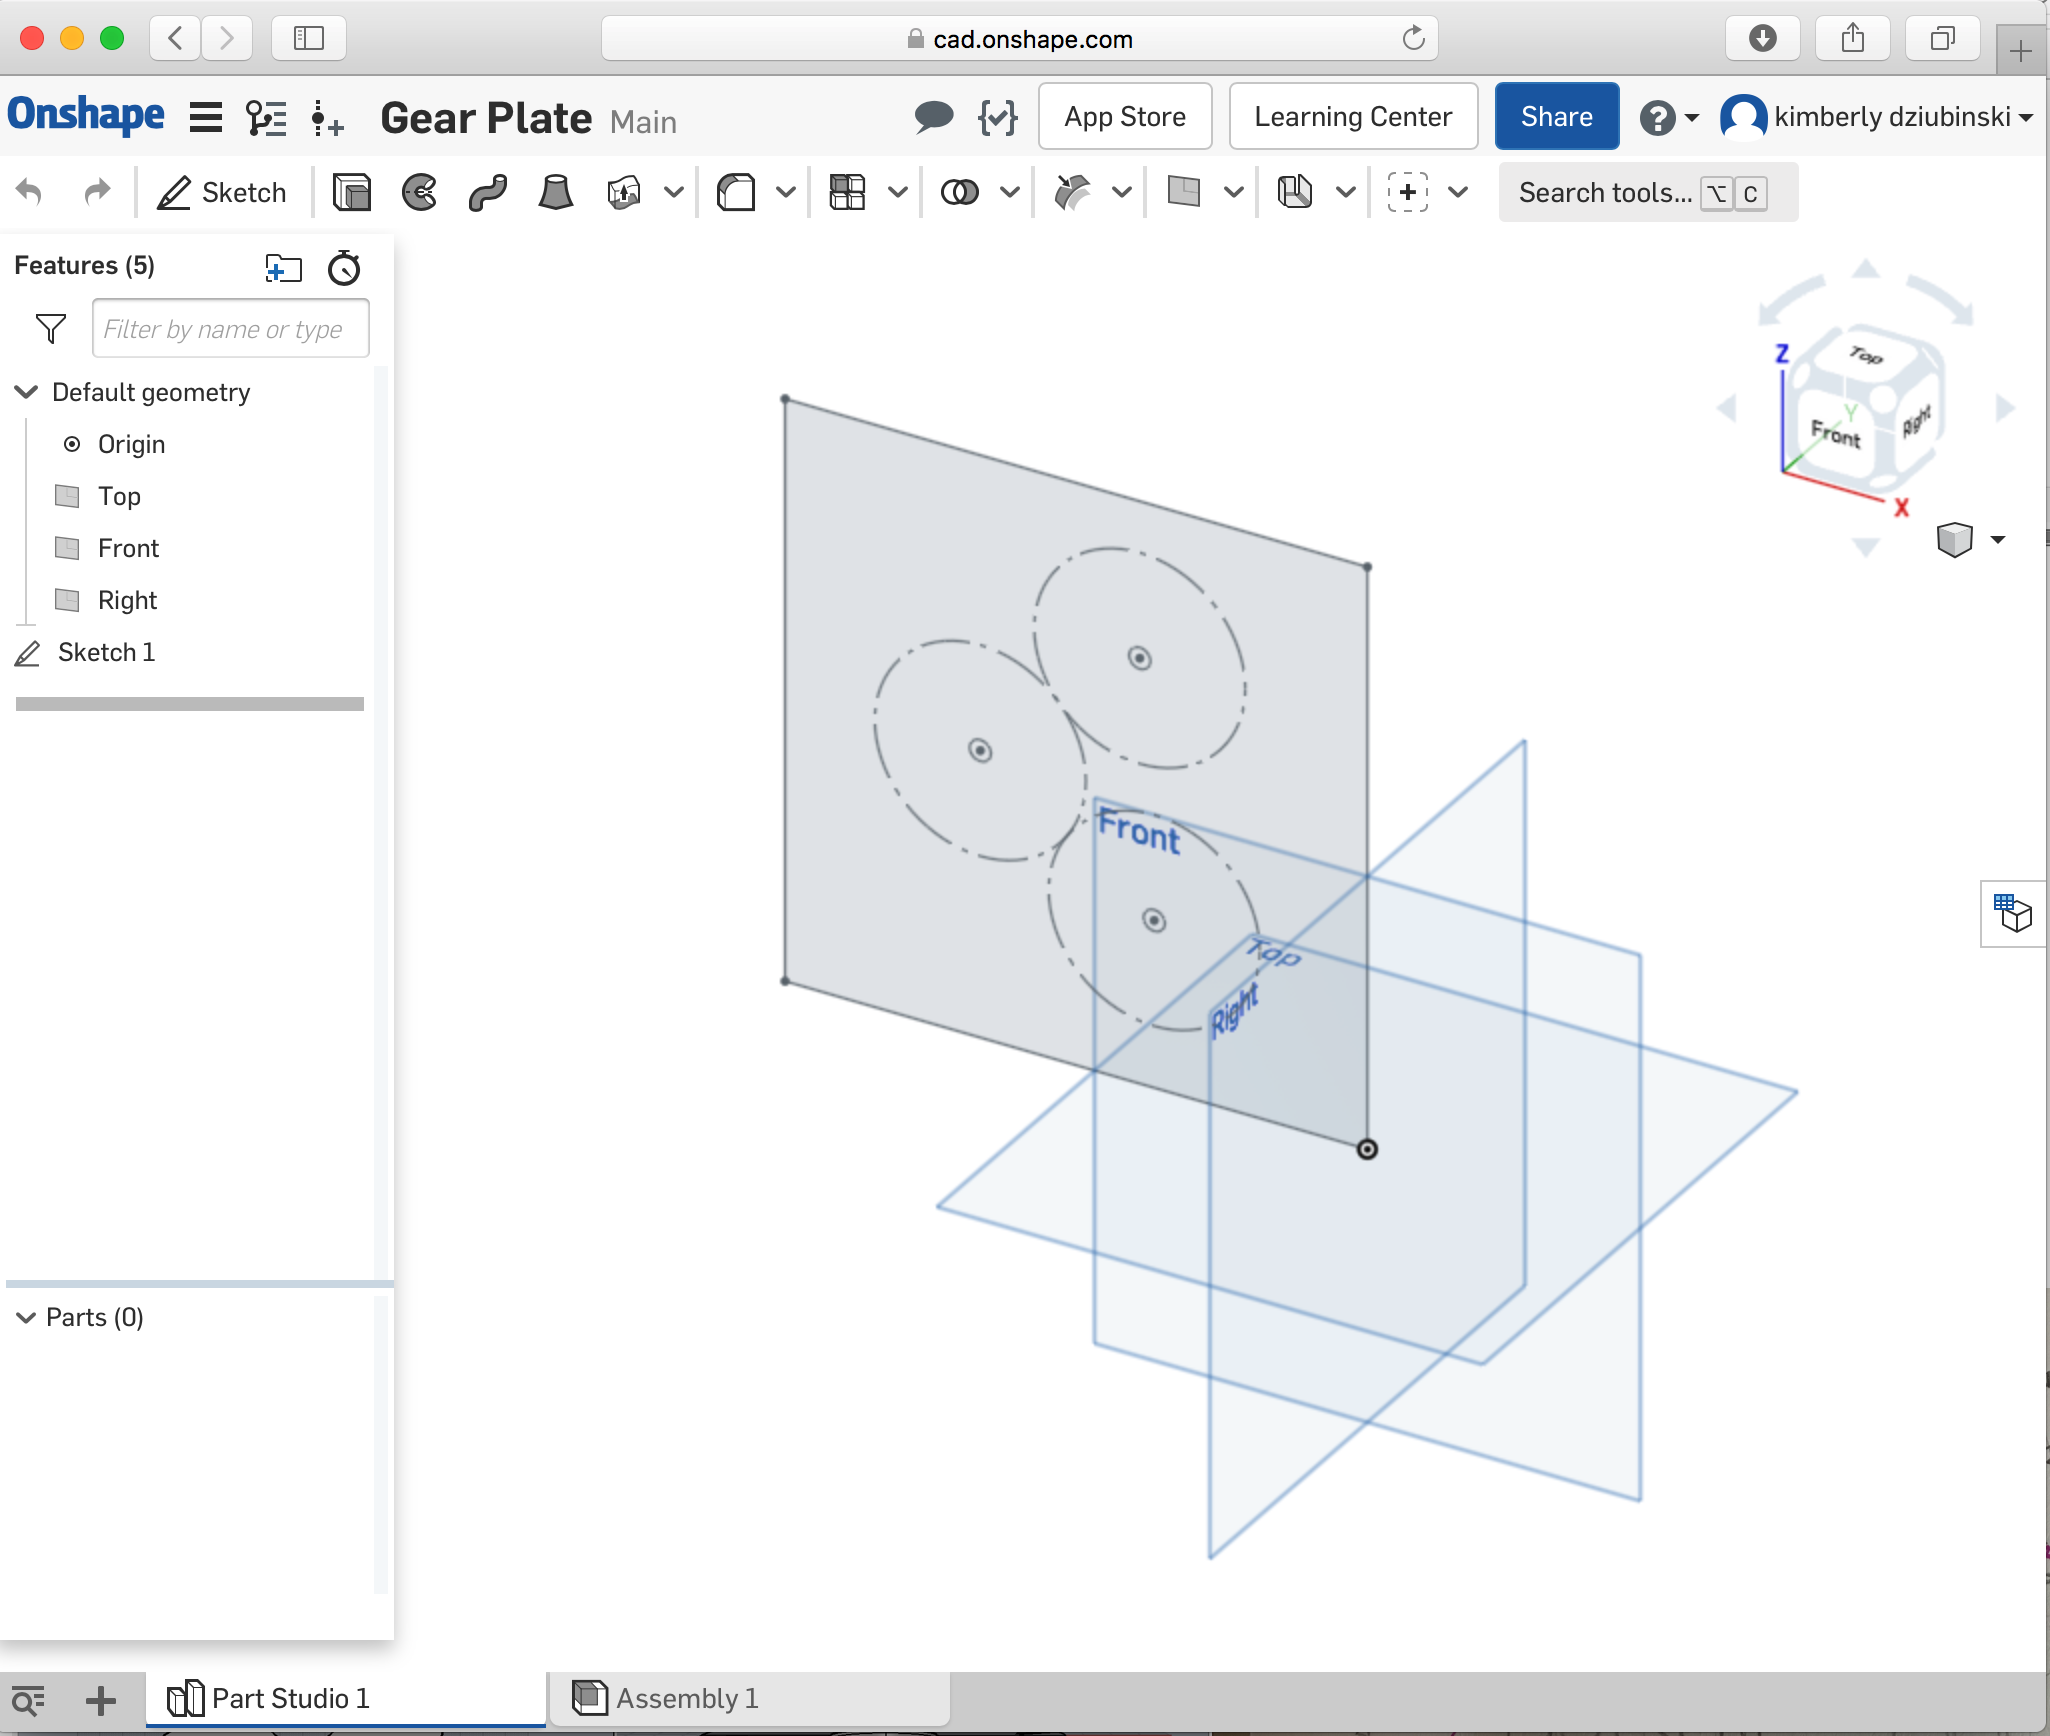 cad.onshape.com
Onshape
Gear Plate Main
App Store
Learning Center
Share
kimberly dziubinski
Sketch
Search tools... ⌥ C
Features (5)
Filter by name or type
Default geometry
Origin
Top
Front
Right
Sketch 1
Parts (0)
Z
Top
Y
Front
Right
X
Front
Top
Right
Part Studio 1
Assembly 1